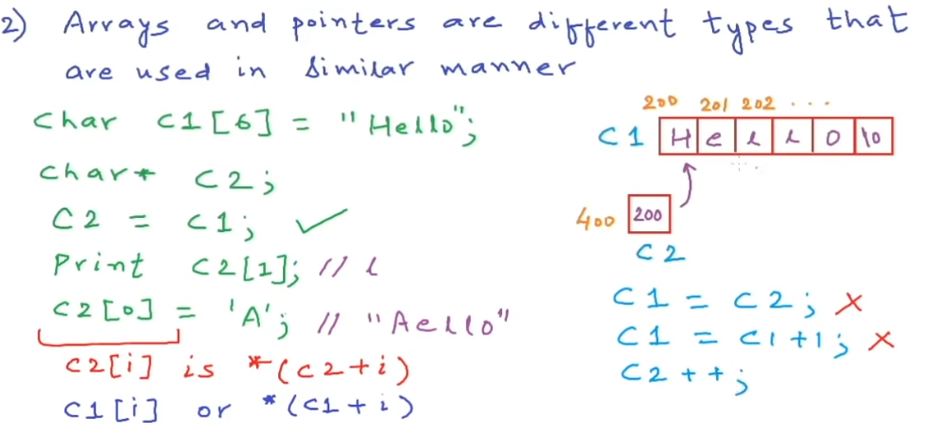 2) Arrays and pointers are different types that
are used in similar manner
Char C1[6] = "Hello";
Char* C2;
C2 = C1; ✓
Print C2[1]; // l
C2[0] = 'A'; // "Aello"
C2[i] is *(C2+i)
C1[i] or *(C1+i)
200 201 202 ...
C1 H e l l o \0
400 200
C2
C1 = C2; X
C1 = C1+1; X
C2++;